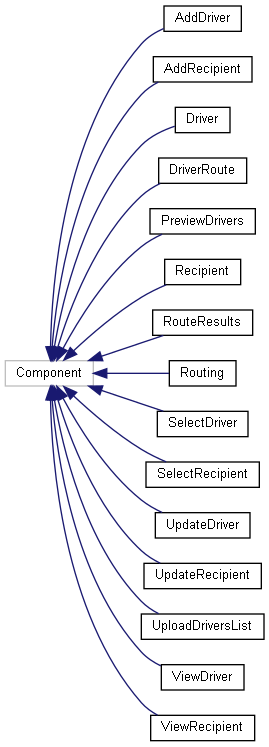 AddDriver
AddRecipient
Driver
DriverRoute
PreviewDrivers
Recipient
RouteResults
Component
Routing
SelectDriver
SelectRecipient
UpdateDriver
UpdateRecipient
UploadDriversList
ViewDriver
ViewRecipient